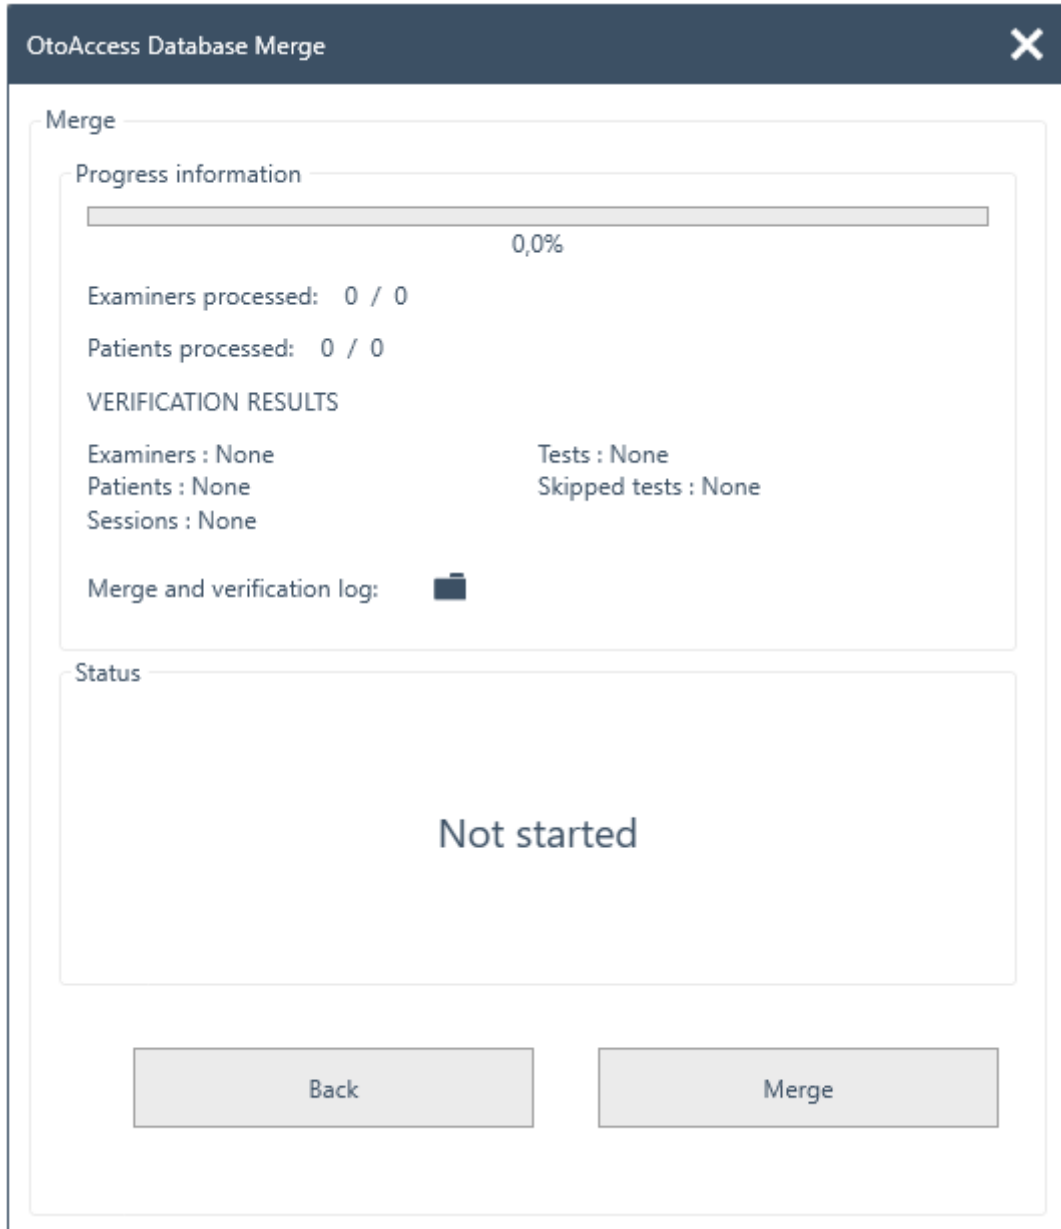 OtoAccess Database Merge
Merge
Progress information
0,0%
Examiners processed: 0 / 0
Patients processed: 0 / 0
VERIFICATION RESULTS
Examiners : None
Patients : None
Sessions : None
Tests : None
Skipped tests : None
Merge and verification log:
Status
Not started
Back
Merge